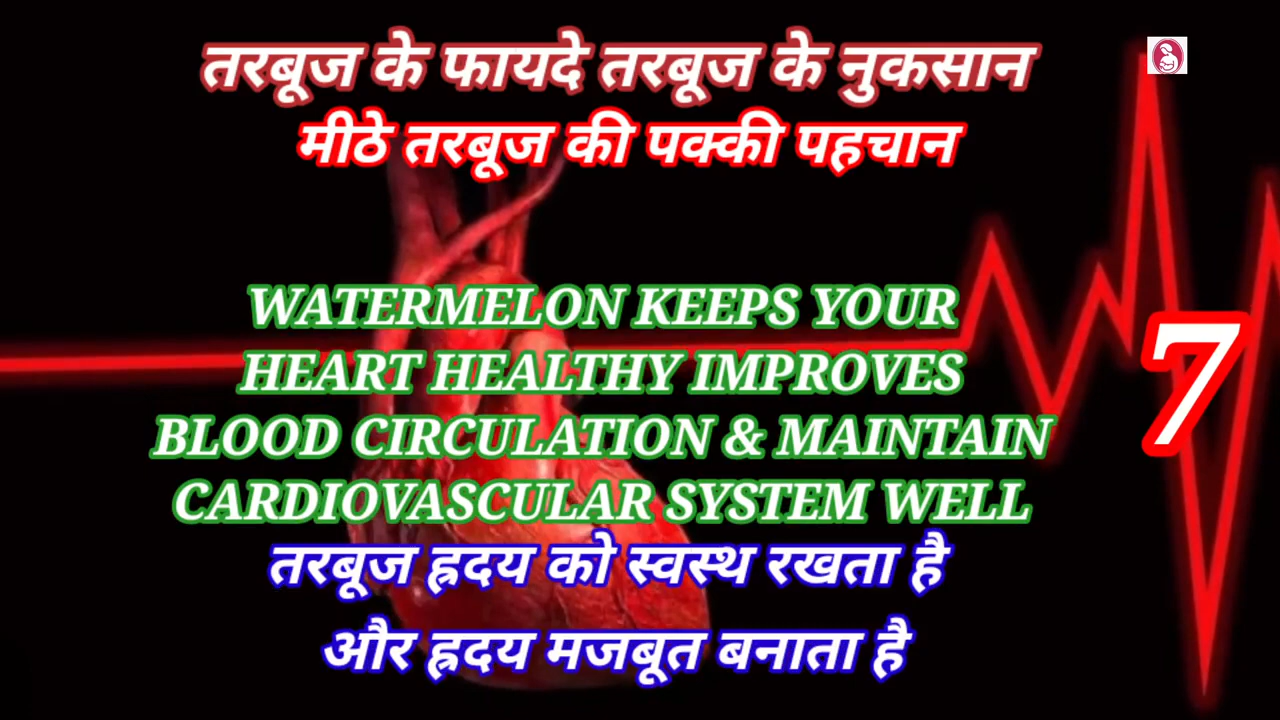 तरबूज के फायदे तरबूज के नुकसान
मीठे तरबूज की पक्की पहचान
WATERMELON KEEPS YOUR
HEART HEALTHY IMPROVES
BLOOD CIRCULATION & MAINTAIN
CARDIOVASCULAR SYSTEM WELL
7
तरबूज ह्रदय को स्वस्थ रखता है
और ह्रदय मजबूत बनाता है